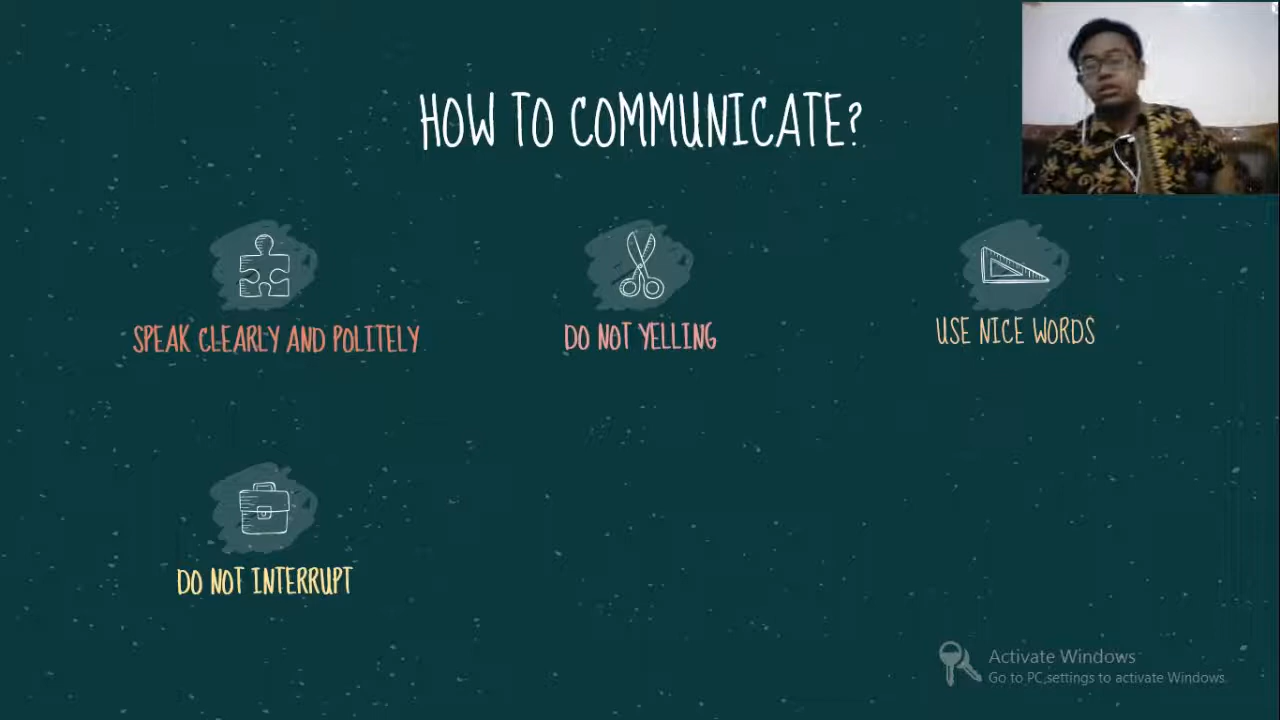 HOW TO COMMUNICATE?
SPEAK CLEARLY AND POLITELY
DO NOT YELLING
USE NICE WORDS
DO NOT INTERRUPT
Activate Windows
Go to PC settings to activate Windows.